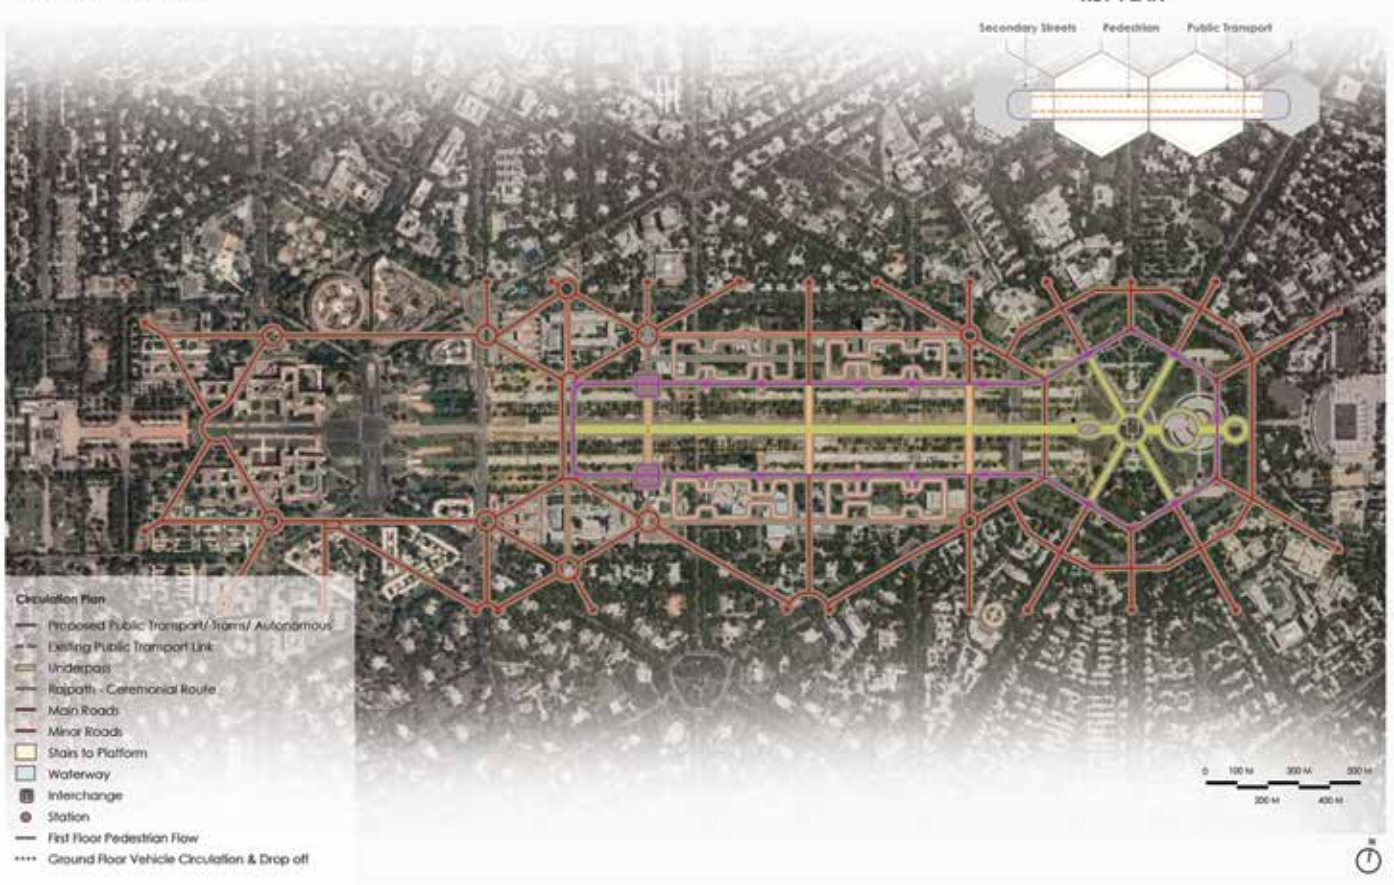 KEY PLAN
Secondary Streets
Pedestrian
Public Transport
Circulation Plan
Proposed Public Transport/ Trams/ Autonomous
Existing Public Transport Link
Underpass
Rajpath - Ceremonial Route
Main Roads
Minor Roads
Stairs to Platform
Waterway
Interchange
Station
First Floor Pedestrian Flow
Ground Floor Vehicle Circulation & Drop off
0 100 M 300 M 500 M
200 M 400 M
N